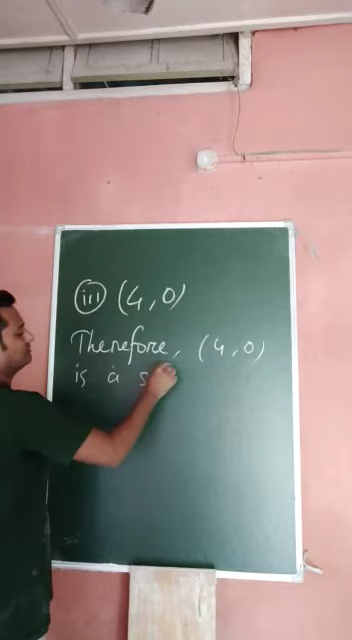 (iii) (4,0)
Therefore, (4,0)
is a s